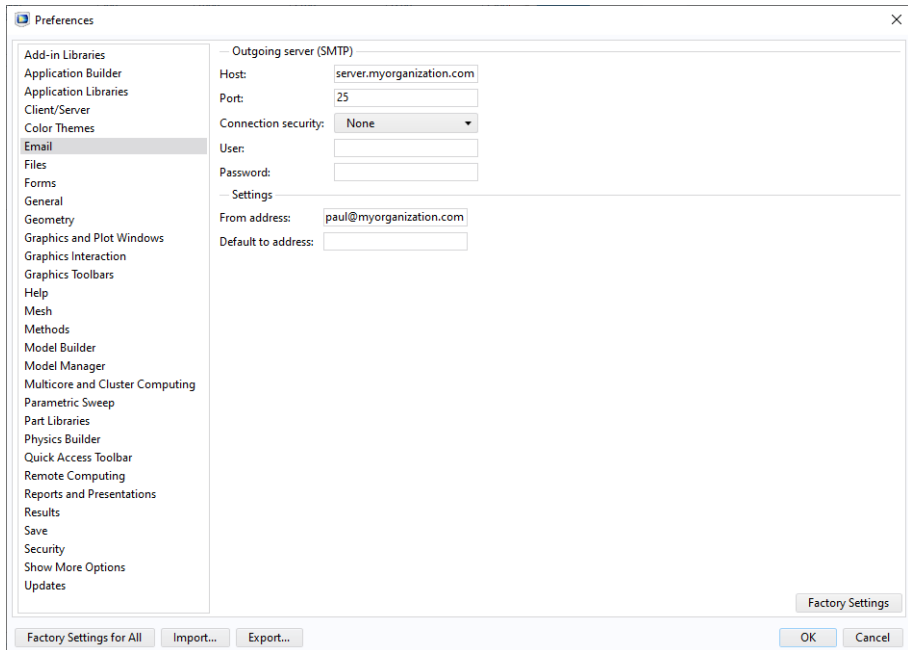 Preferences
Add-in Libraries
Application Builder
Application Libraries
Client/Server
Color Themes
Email
Files
Forms
General
Geometry
Graphics and Plot Windows
Graphics Interaction
Graphics Toolbars
Help
Mesh
Methods
Model Builder
Model Manager
Multicore and Cluster Computing
Parametric Sweep
Part Libraries
Physics Builder
Quick Access Toolbar
Remote Computing
Reports and Presentations
Results
Save
Security
Show More Options
Updates
Outgoing server (SMTP)
Host: server.myorganization.com
Port: 25
Connection security: None
User:
Password:
Settings
From address: paul@myorganization.com
Default to address:
Factory Settings
Factory Settings for All Import... Export... OK Cancel